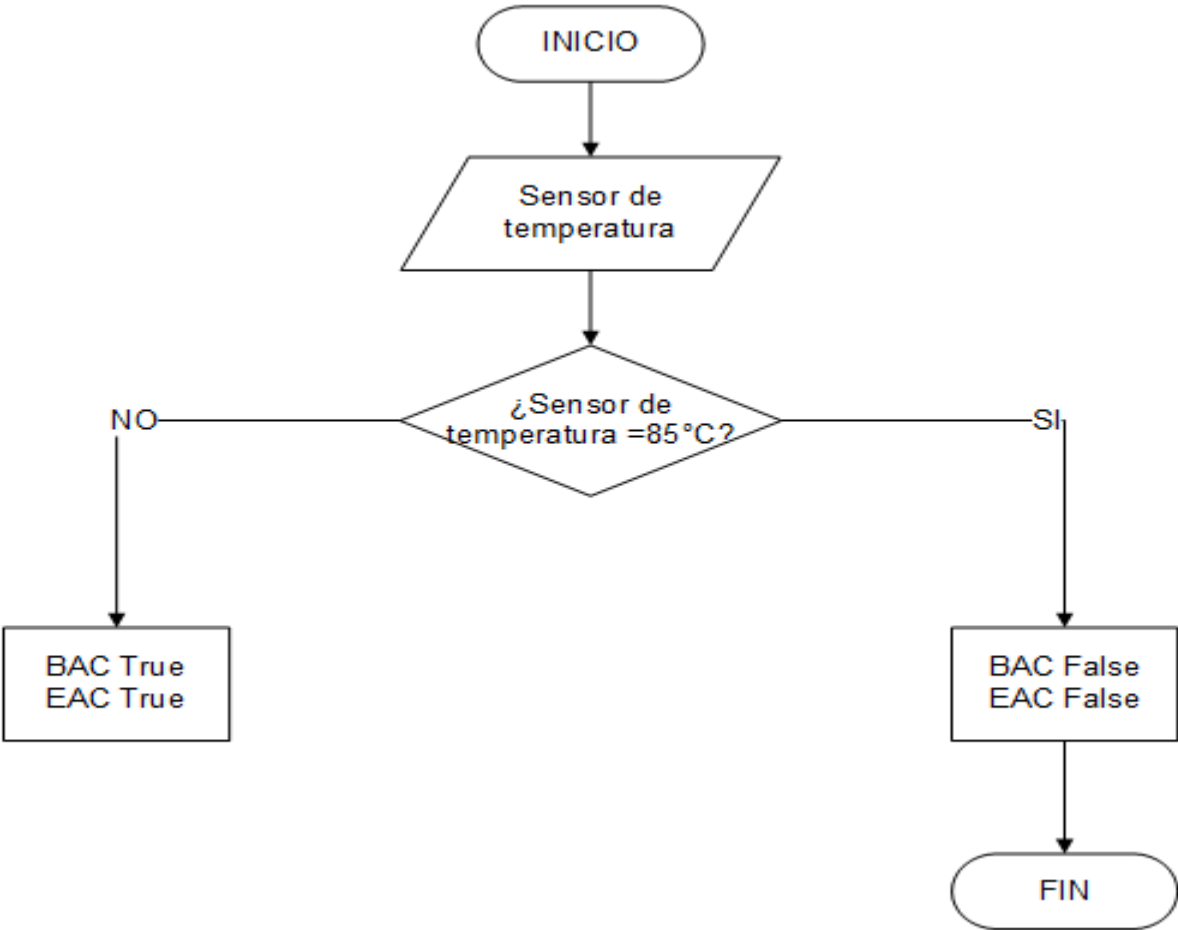 INICIO
Sensor de
temperatura
¿Sensor de
temperatura =85°C?
NO
SI
BAC True
EAC True
BAC False
EAC False
FIN